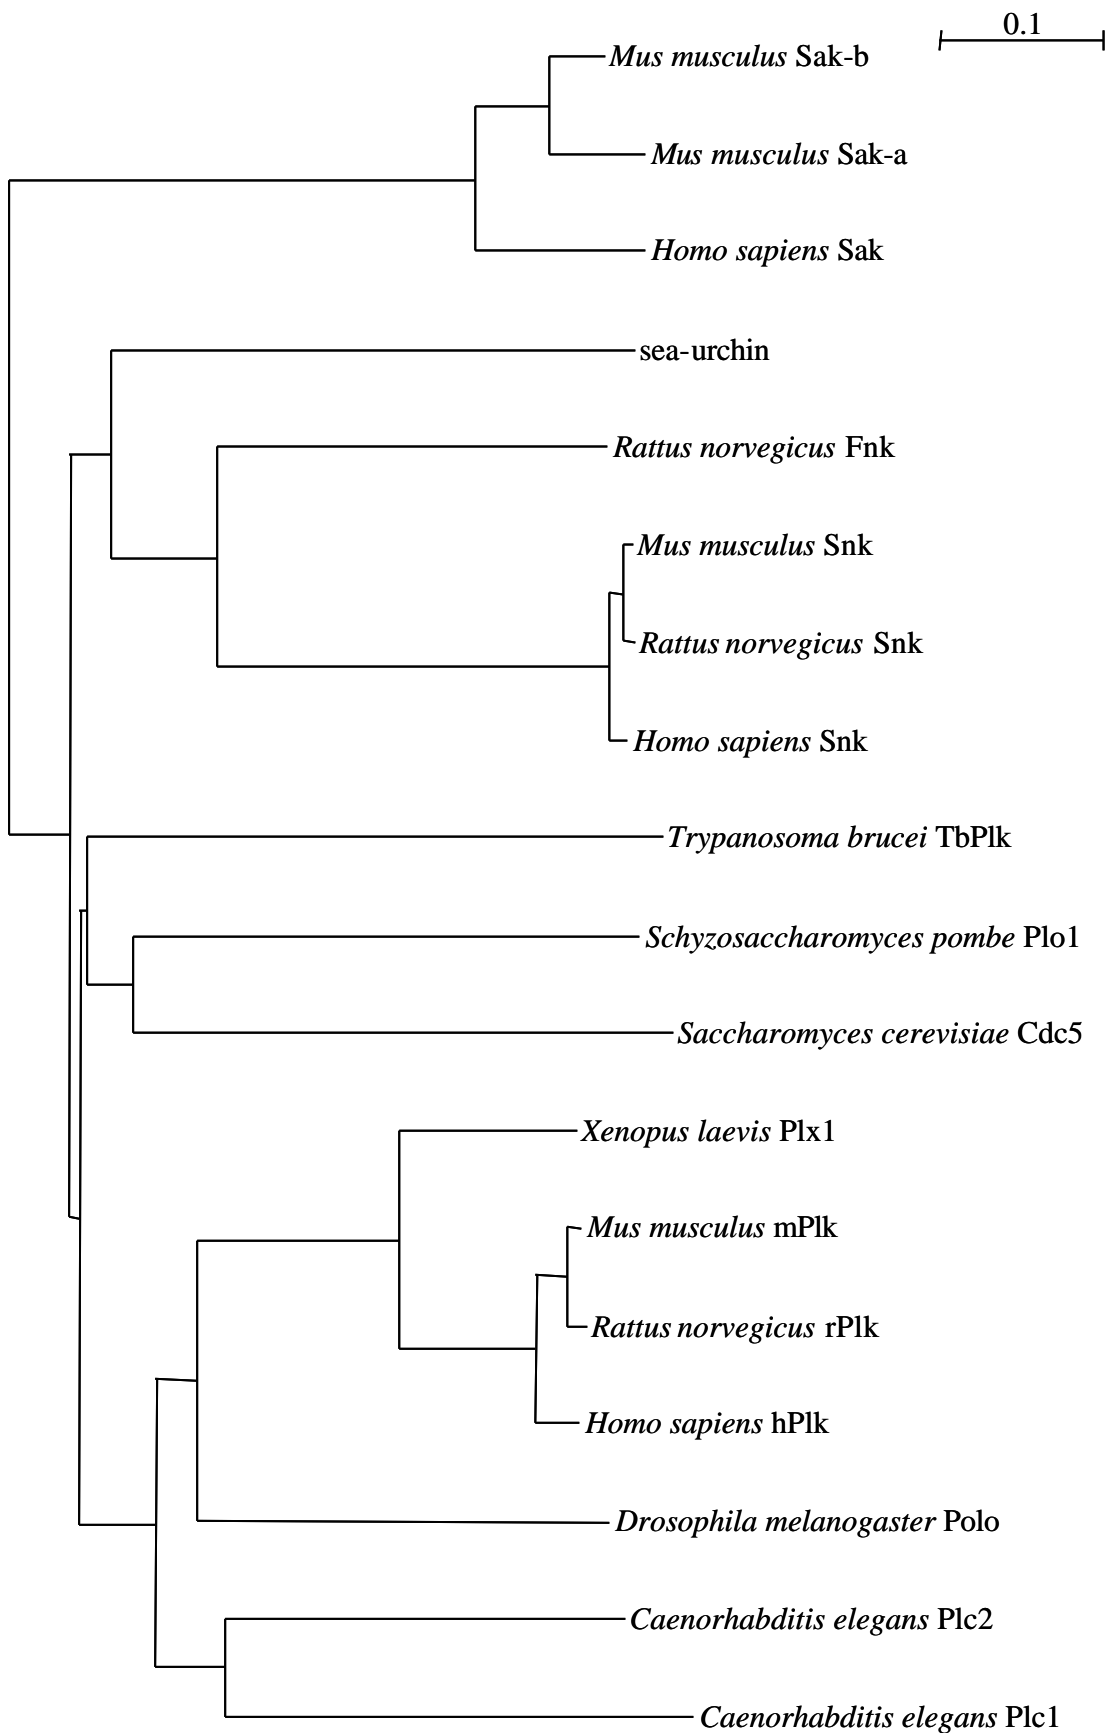 0.1
Mus musculus Sak-b
Mus musculus Sak-a
Homo sapiens Sak
sea-urchin
Rattus norvegicus Fnk
Mus musculus Snk
Rattus norvegicus Snk
Homo sapiens Snk
Trypanosoma brucei TbPlk
Schyzosaccharomyces pombe Plo1
Saccharomyces cerevisiae Cdc5
Xenopus laevis Plx1
Mus musculus mPlk
Rattus norvegicus rPlk
Homo sapiens hPlk
Drosophila melanogaster Polo
Caenorhabditis elegans Plc2
Caenorhabditis elegans Plc1